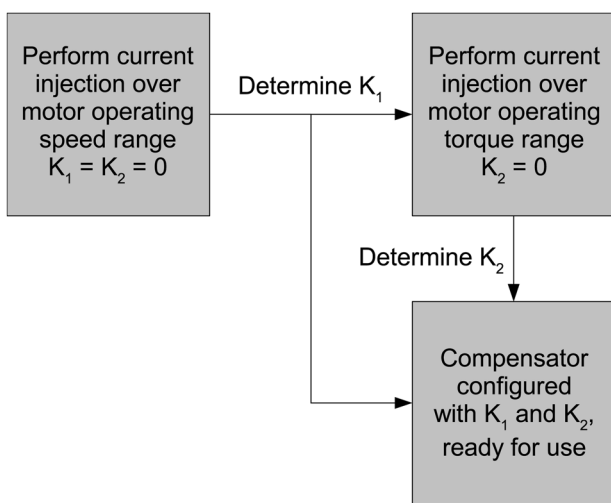 Perform current
injection over
motor operating
speed range
K₁ = K₂ = 0
Determine K₁
Perform current
injection over
motor operating
torque range
K₂ = 0
Determine K₂
Compensator
configured
with K₁ and K₂,
ready for use